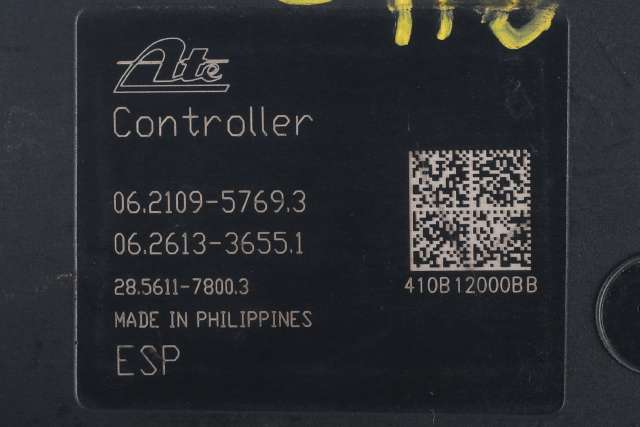 Ate
Controller
06.2109-5769.3
06.2613-3655.1
28.5611-7800.3
MADE IN PHILIPPINES
ESP
410B12000BB